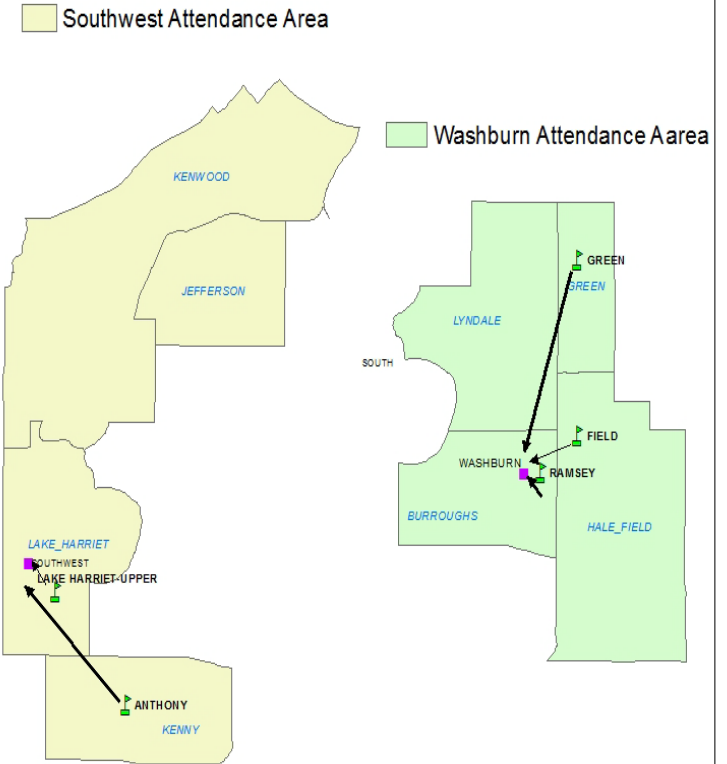 Southwest Attendance Area
Washburn Attendance Aarea
KENWOOD
JEFFERSON
LAKE_HARRIET
SOUTHWEST
LAKE HARRIET-UPPER
ANTHONY
KENNY
GREEN
GREEN
LYNDALE
SOUTH
FIELD
WASHBURN
RAMSEY
BURROUGHS
HALE_FIELD